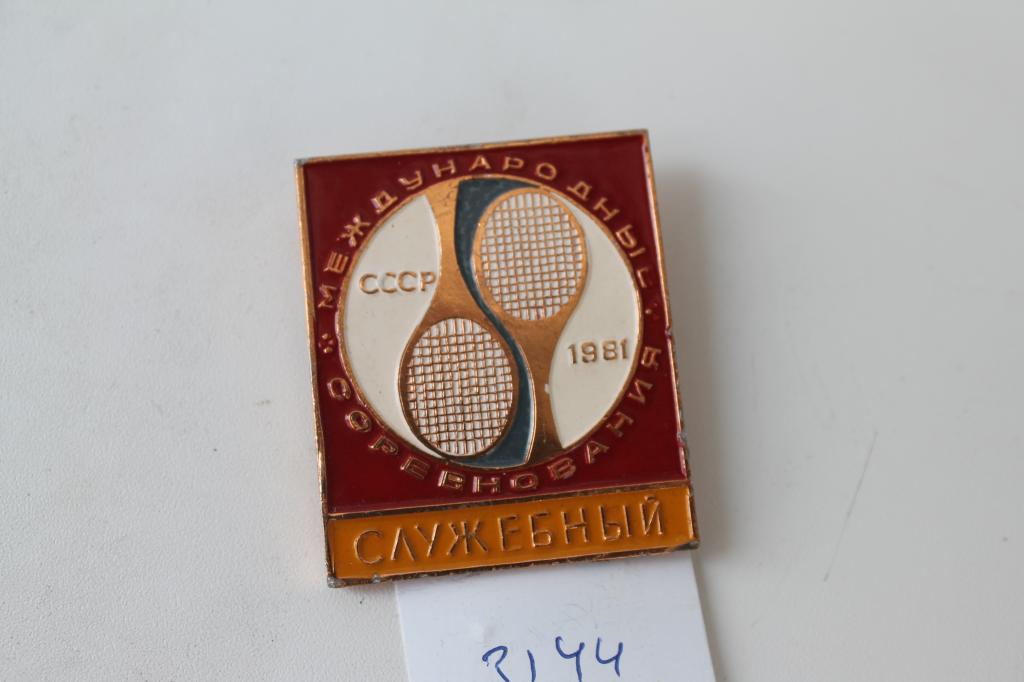 МЕЖДУНАРОДНЫЕ
СССР
1981
СОРЕВНОВАНИЯ
СЛУЖЕБНЫЙ
3144